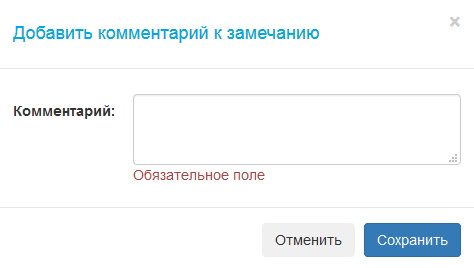 Добавить комментарий к замечанию
×
Комментарий:
Обязательное поле
Отменить
Сохранить